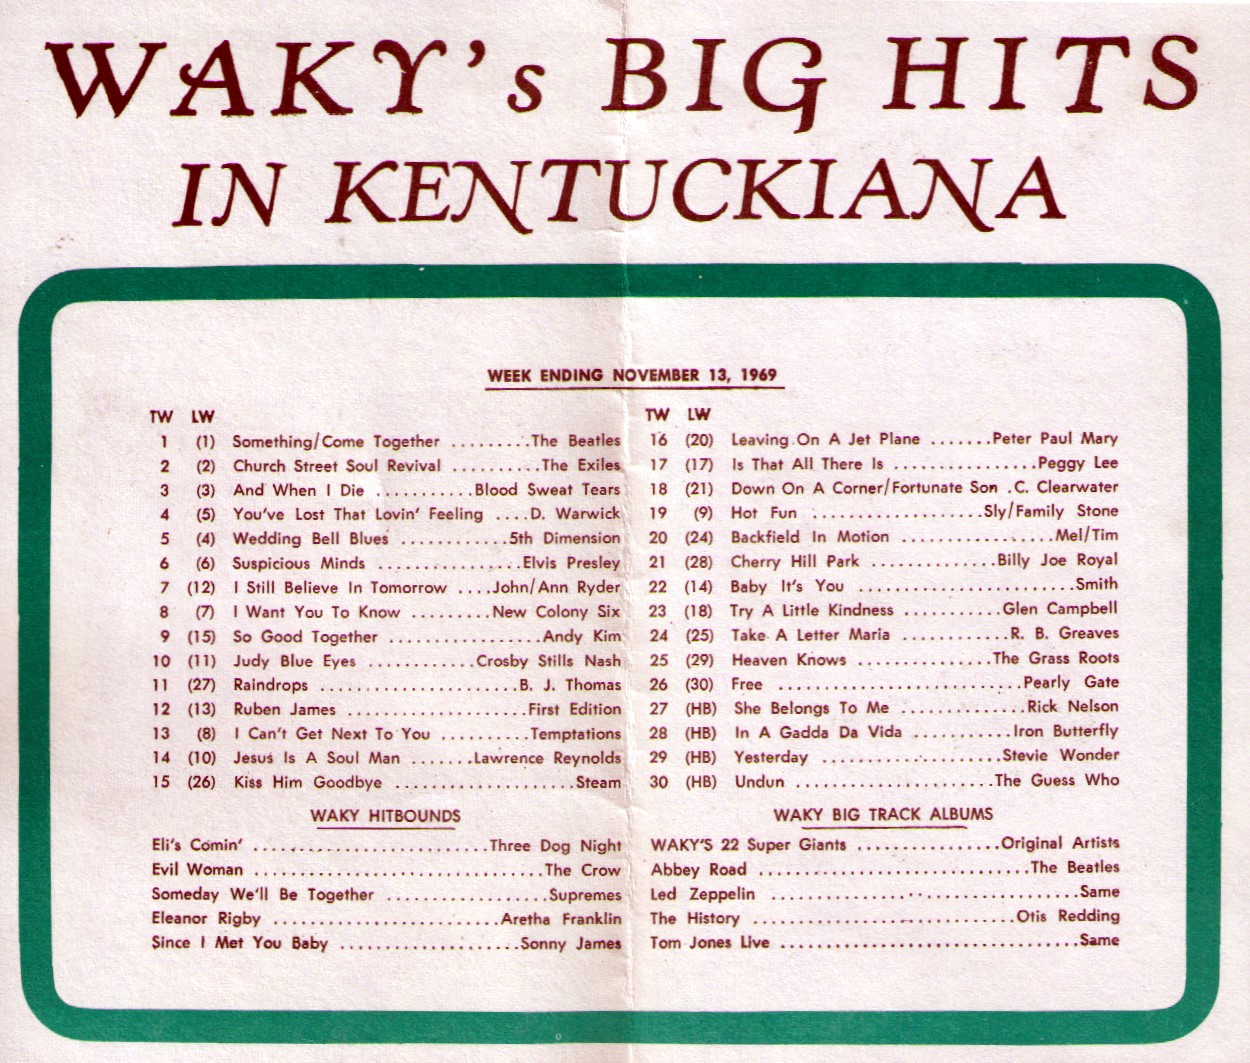 WAKY's BIG HITS
IN KENTUCKIANA
WEEK ENDING NOVEMBER 13, 1969
TW LW
1 (1) Something/Come Together .........The Beatles
2 (2) Church Street Soul Revival ..........The Exiles
3 (3) And When I Die ...........Blood Sweat Tears
4 (5) You've Lost That Lovin' Feeling ....D. Warwick
5 (4) Wedding Bell Blues ............5th Dimension
6 (6) Suspicious Minds ................Elvis Presley
7 (12) I Still Believe In Tomorrow ....John/Ann Ryder
8 (7) I Want You To Know .........New Colony Six
9 (15) So Good Together .................Andy Kim
10 (11) Judy Blue Eyes ...........Crosby Stills Nash
11 (27) Raindrops ......................B. J. Thomas
12 (13) Ruben James ....................First Edition
13 (8) I Can't Get Next To You ..........Temptations
14 (10) Jesus Is A Soul Man .......Lawrence Reynolds
15 (26) Kiss Him Goodbye ....................Steam
TW LW
16 (20) Leaving On A Jet Plane .......Peter Paul Mary
17 (17) Is That All There Is ................Peggy Lee
18 (21) Down On A Corner/Fortunate Son .C. Clearwater
19 (9) Hot Fun ...................Sly/Family Stone
20 (24) Backfield In Motion ..................Mel/Tim
21 (28) Cherry Hill Park ..............Billy Joe Royal
22 (14) Baby It's You ........................Smith
23 (18) Try A Little Kindness ...........Glen Campbell
24 (25) Take A Letter Maria ............R. B. Greaves
25 (29) Heaven Knows ...............The Grass Roots
26 (30) Free ...........................Pearly Gate
27 (HB) She Belongs To Me ..............Rick Nelson
28 (HB) In A Gadda Da Vida ...........Iron Butterfly
29 (HB) Yesterday ......................Stevie Wonder
30 (HB) Undun ......................The Guess Who
WAKY HITBOUNDS
Eli's Comin' ..........................Three Dog Night
Evil Woman ................................The Crow
Someday We'll Be Together ..................Supremes
Eleanor Rigby .........................Aretha Franklin
Since I Met You Baby ....................Sonny James
WAKY BIG TRACK ALBUMS
WAKY'S 22 Super Giants ................Original Artists
Abbey Road ..............................The Beatles
Led Zeppelin ..................................Same
The History .............................Otis Redding
Tom Jones Live .................................Same